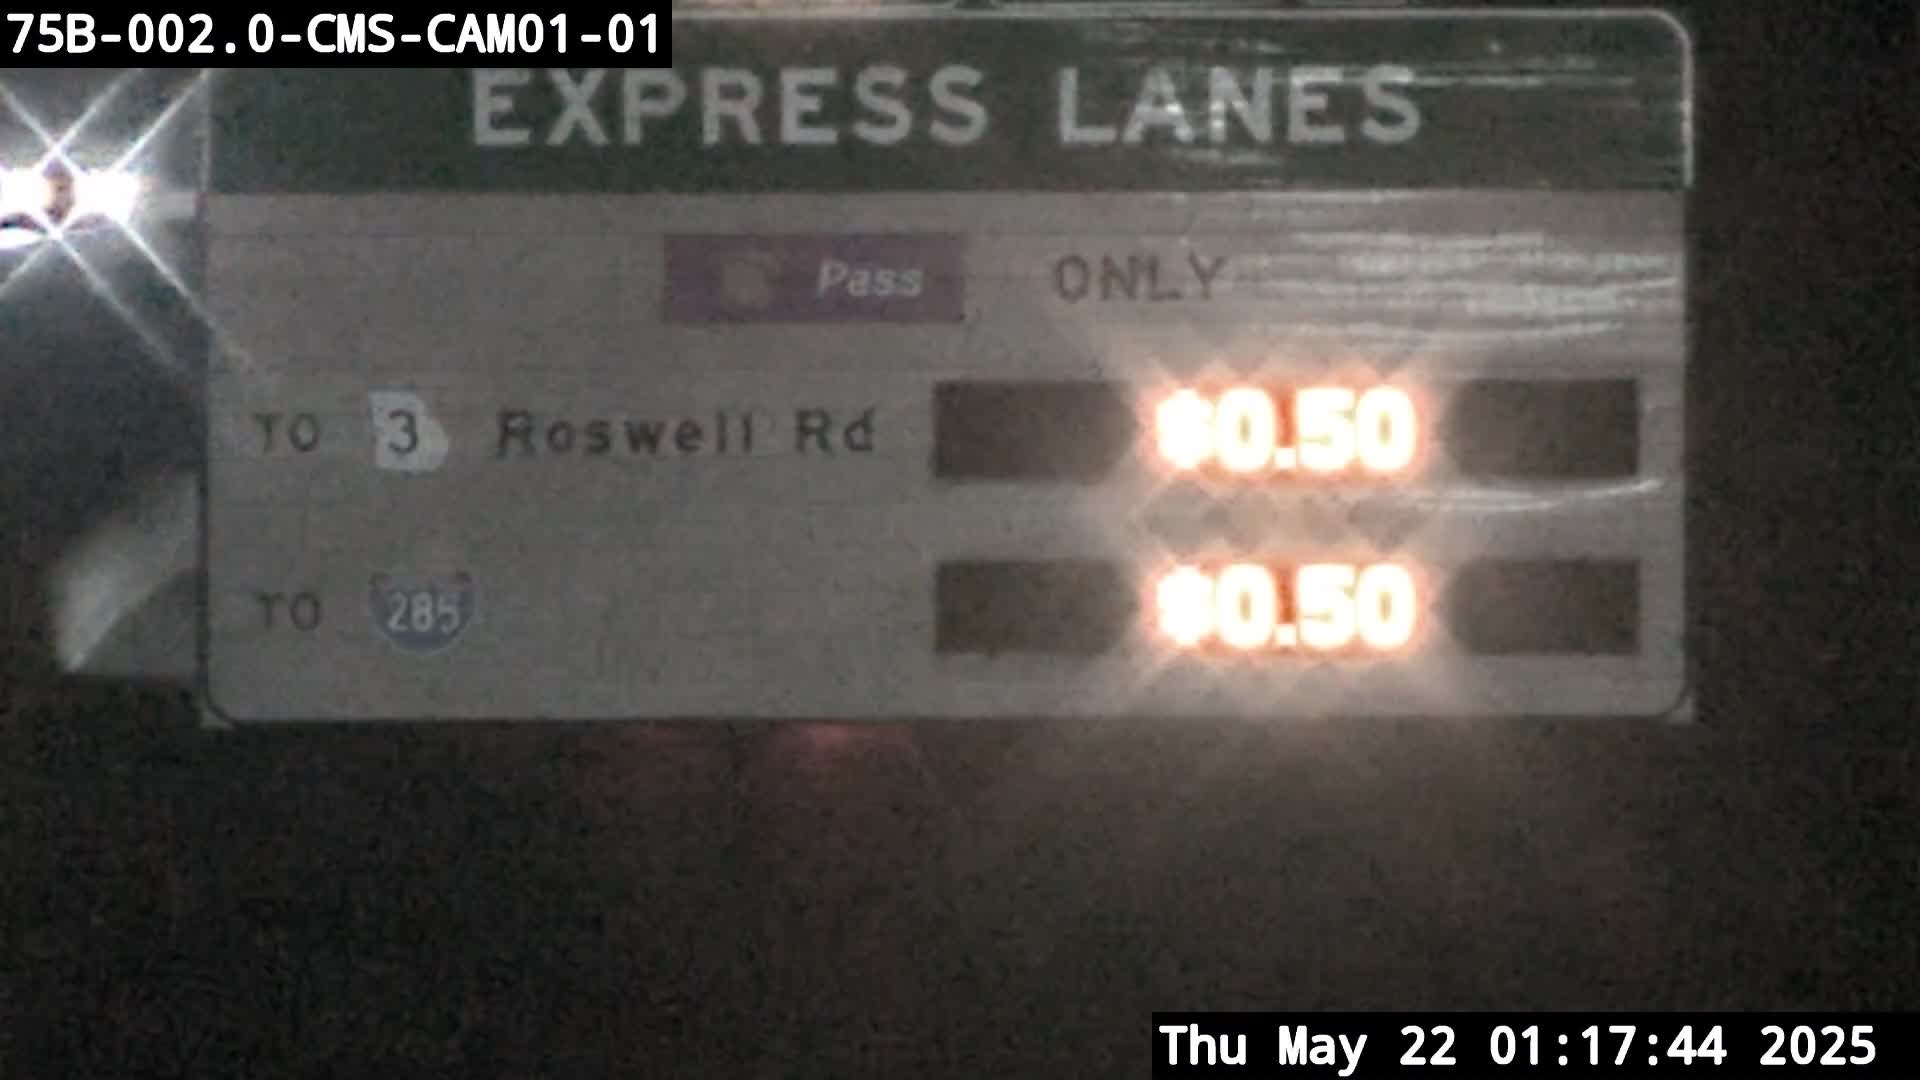 75B-002.0-CMS-CAM01-01
EXPRESS LANES
Pass ONLY
TO 3 Roswell Rd $0.50
TO 285 $0.50
Thu May 22 01:17:44 2025